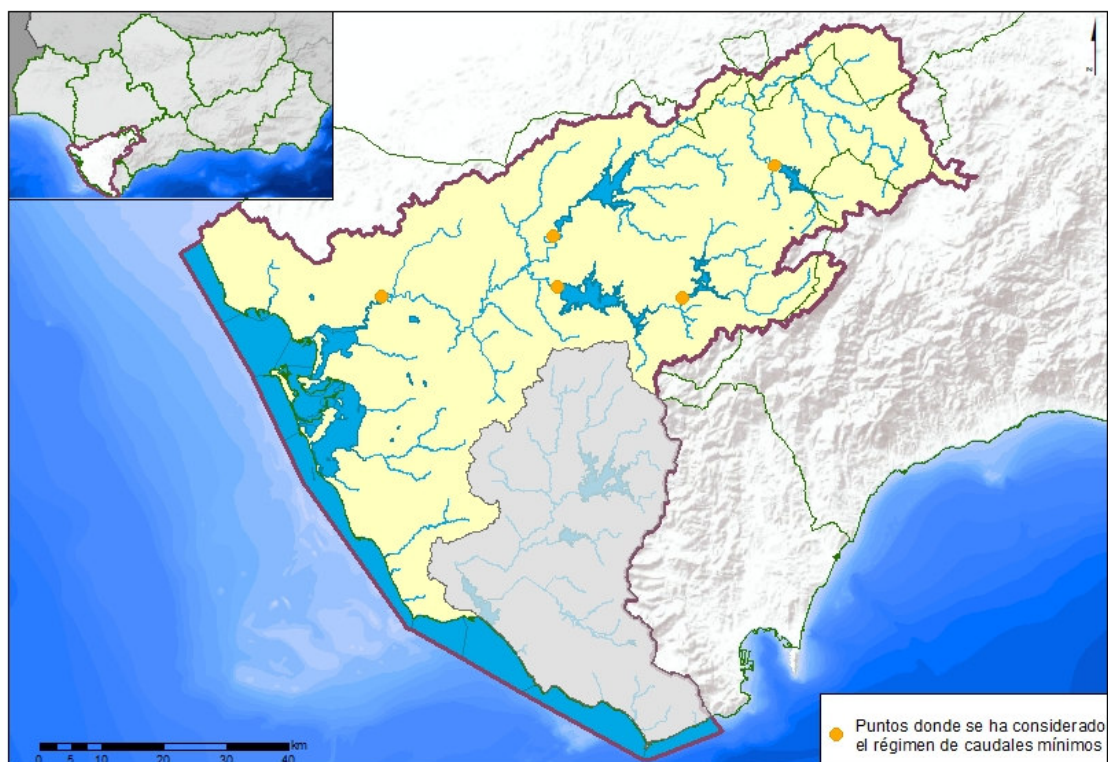 N
Puntos donde se ha considerado
el régimen de caudales mínimos
km
0 5 10 20 30 40